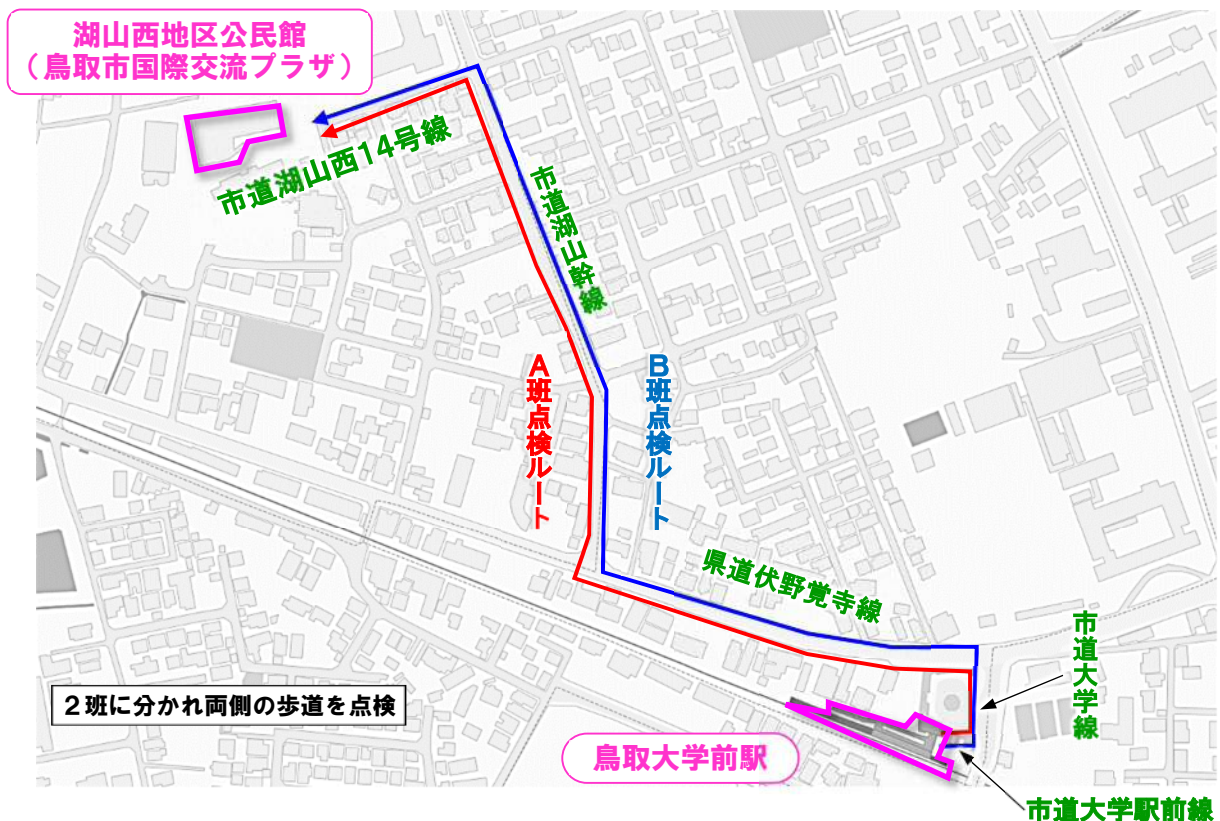 湖山西地区公民館
(鳥取市国際交流プラザ)
市道湖山西14号線
市道湖山幹線
A班点検ルート
B班点検ルート
県道伏野覚寺線
市道大学線
2班に分かれ両側の歩道を点検
鳥取大学前駅
市道大学駅前線